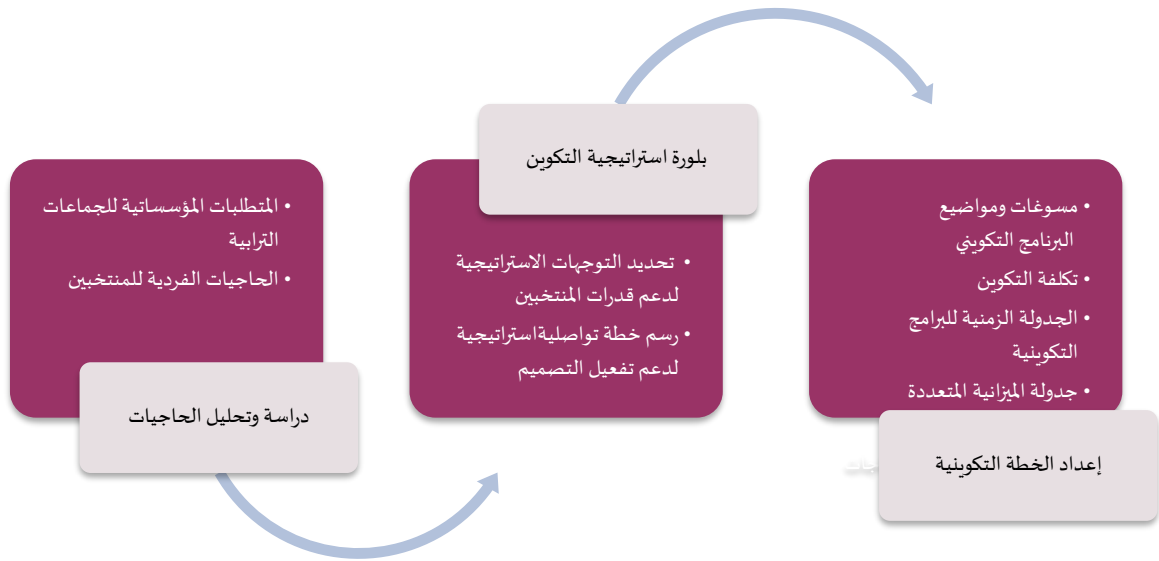 • المتطلبات المؤسساتية للجماعات
الترابية
• الحاجيات الفردية للمنتخبين
دراسة وتحليل الحاجيات
بلورة استراتيجية التكوين
• تحديد التوجهات الاستراتيجية
لدعم قدرات المنتخبين
• رسم خطة تواصليةاستراتيجية
لدعم تفعيل التصميم
• مسوغات ومواضيع
البرنامج التكويني
• تكلفة التكوين
• الجدولة الزمنية للبرامج
التكوينية
• جدولة الميزانية المتعددة
إعداد الخطة التكوينية